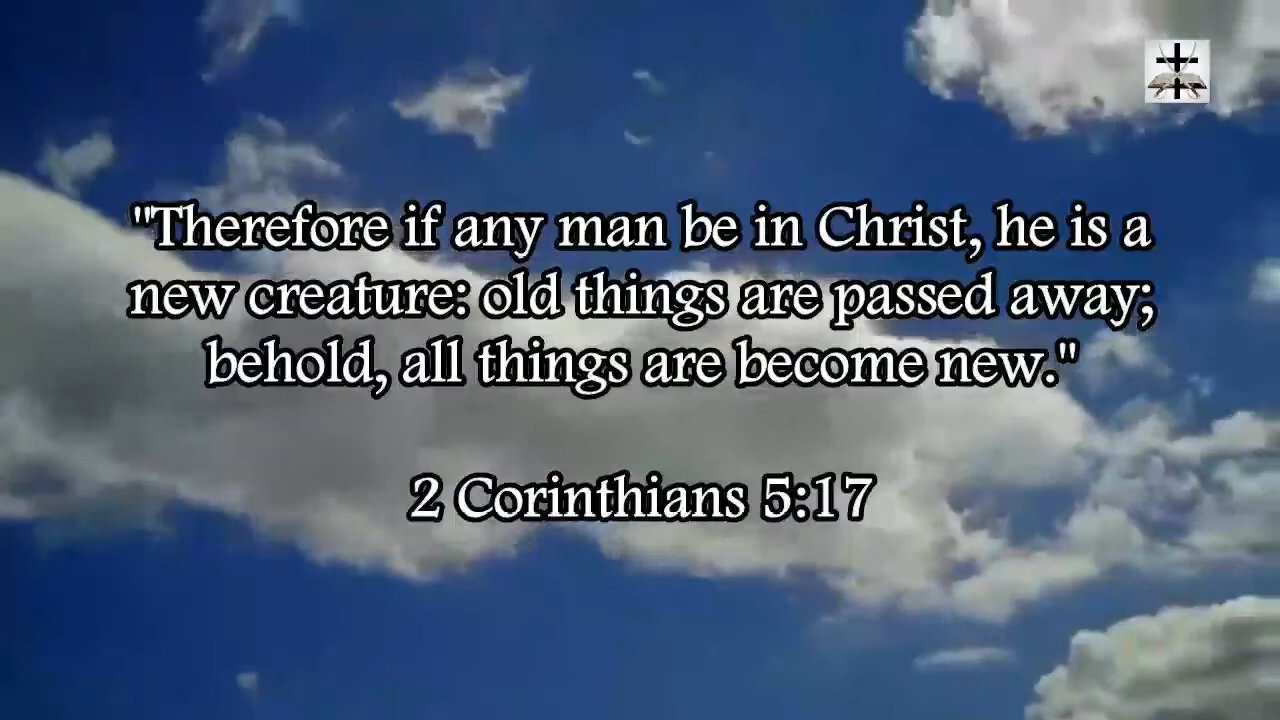 "Therefore if any man be in Christ, he is a
new creature: old things are passed away;
behold, all things are become new."
2 Corinthians 5:17